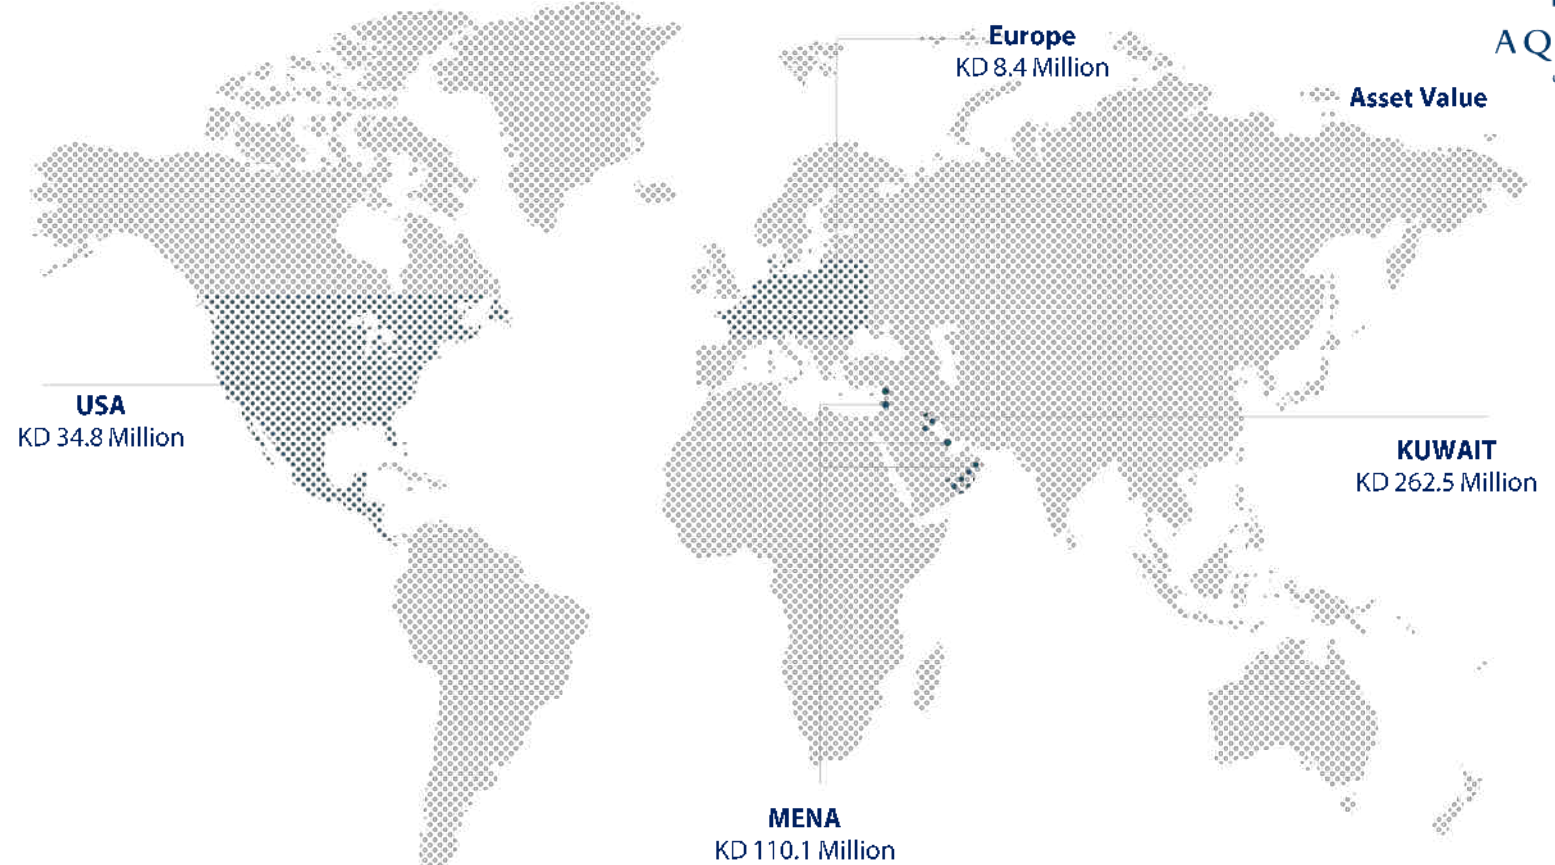 Europe
KD 8.4 Million
AQ
Asset Value
USA
KD 34.8 Million
KUWAIT
KD 262.5 Million
MENA
KD 110.1 Million